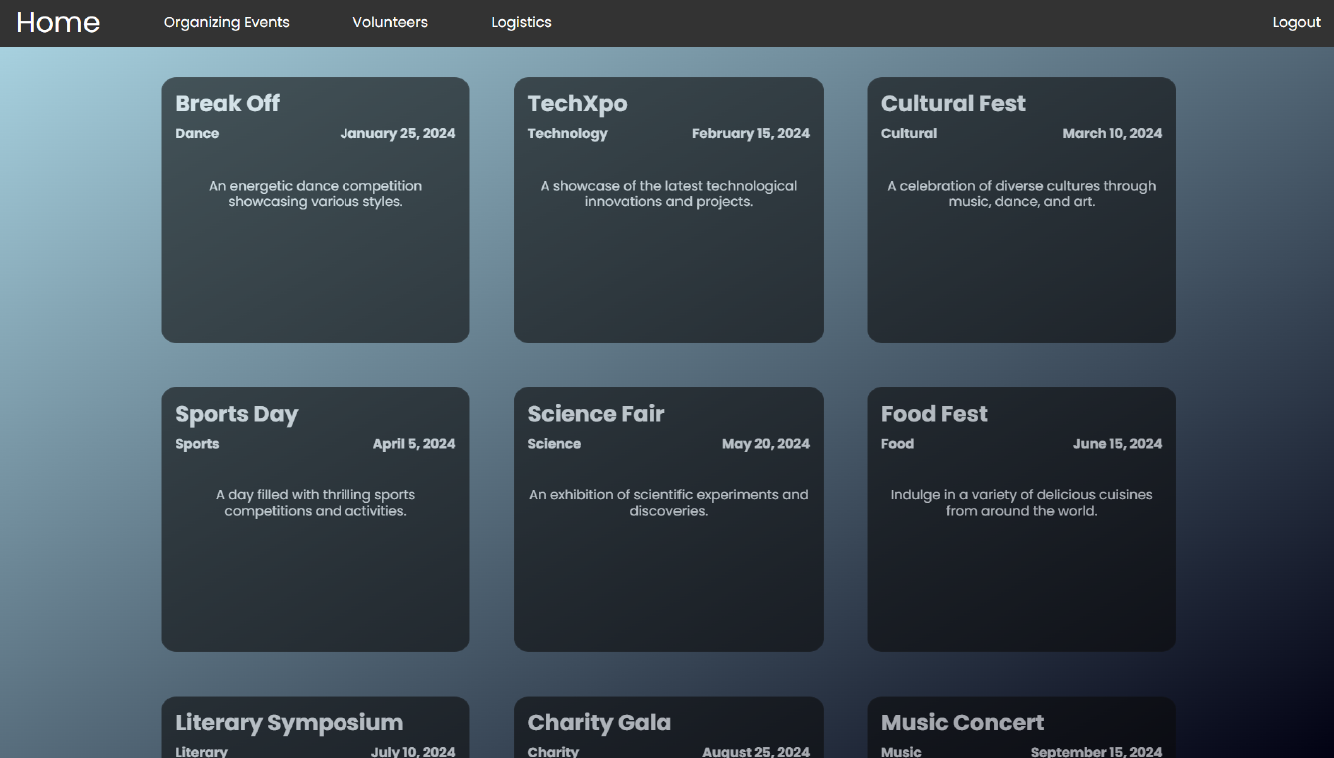 Home Organizing Events Volunteers Logistics Logout
Break Off
Dance January 25, 2024
An energetic dance competition
showcasing various styles.
TechXpo
Technology February 15, 2024
A showcase of the latest technological
innovations and projects.
Cultural Fest
Cultural March 10, 2024
A celebration of diverse cultures through
music, dance, and art.
Sports Day
Sports April 5, 2024
A day filled with thrilling sports
competitions and activities.
Science Fair
Science May 20, 2024
An exhibition of scientific experiments and
discoveries.
Food Fest
Food June 15, 2024
Indulge in a variety of delicious cuisines
from around the world.
Literary Symposium
Literary July 10, 2024
Charity Gala
Charity August 25, 2024
Music Concert
Music September 15, 2024